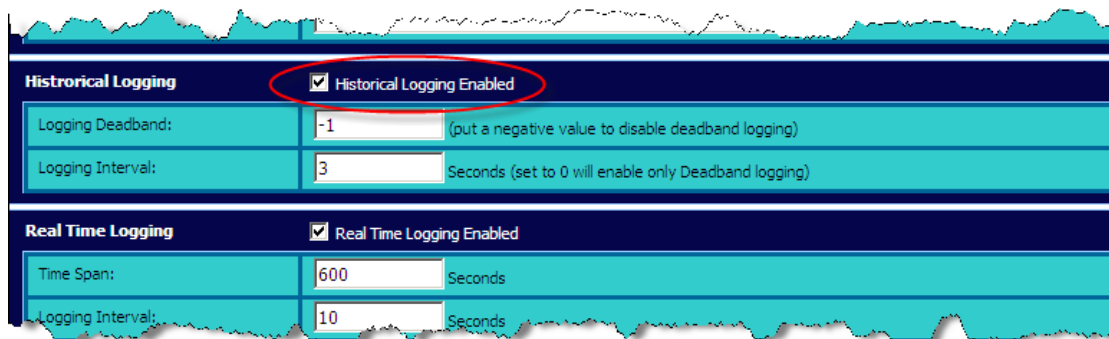 Histrorical Logging Historical Logging Enabled
Logging Deadband: -1 (put a negative value to disable deadband logging)
Logging Interval: 3 Seconds (set to 0 will enable only Deadband logging)
Real Time Logging Real Time Logging Enabled
Time Span: 600 Seconds
Logging Interval: 10 Seconds